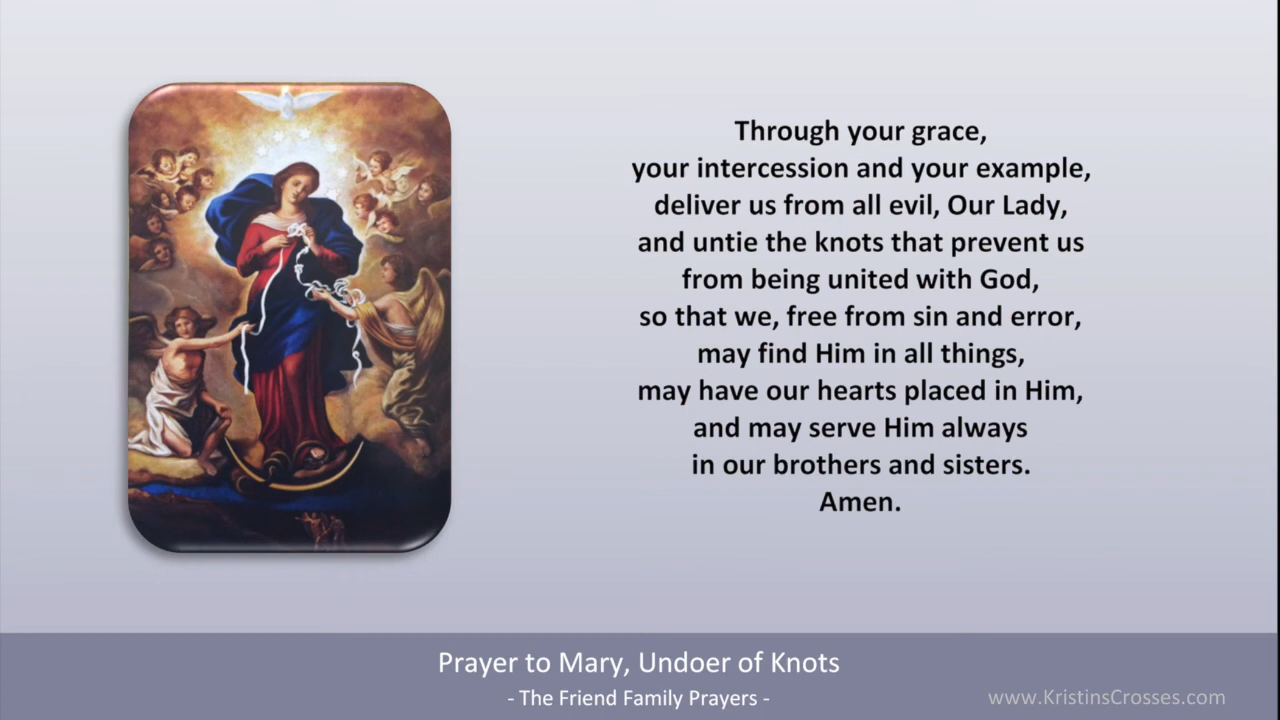 Through your grace,
your intercession and your example,
deliver us from all evil, Our Lady,
and untie the knots that prevent us
from being united with God,
so that we, free from sin and error,
may find Him in all things,
may have our hearts placed in Him,
and may serve Him always
in our brothers and sisters.
Amen.
Prayer to Mary, Undoer of Knots
- The Friend Family Prayers -
www.KristinsCrosses.com